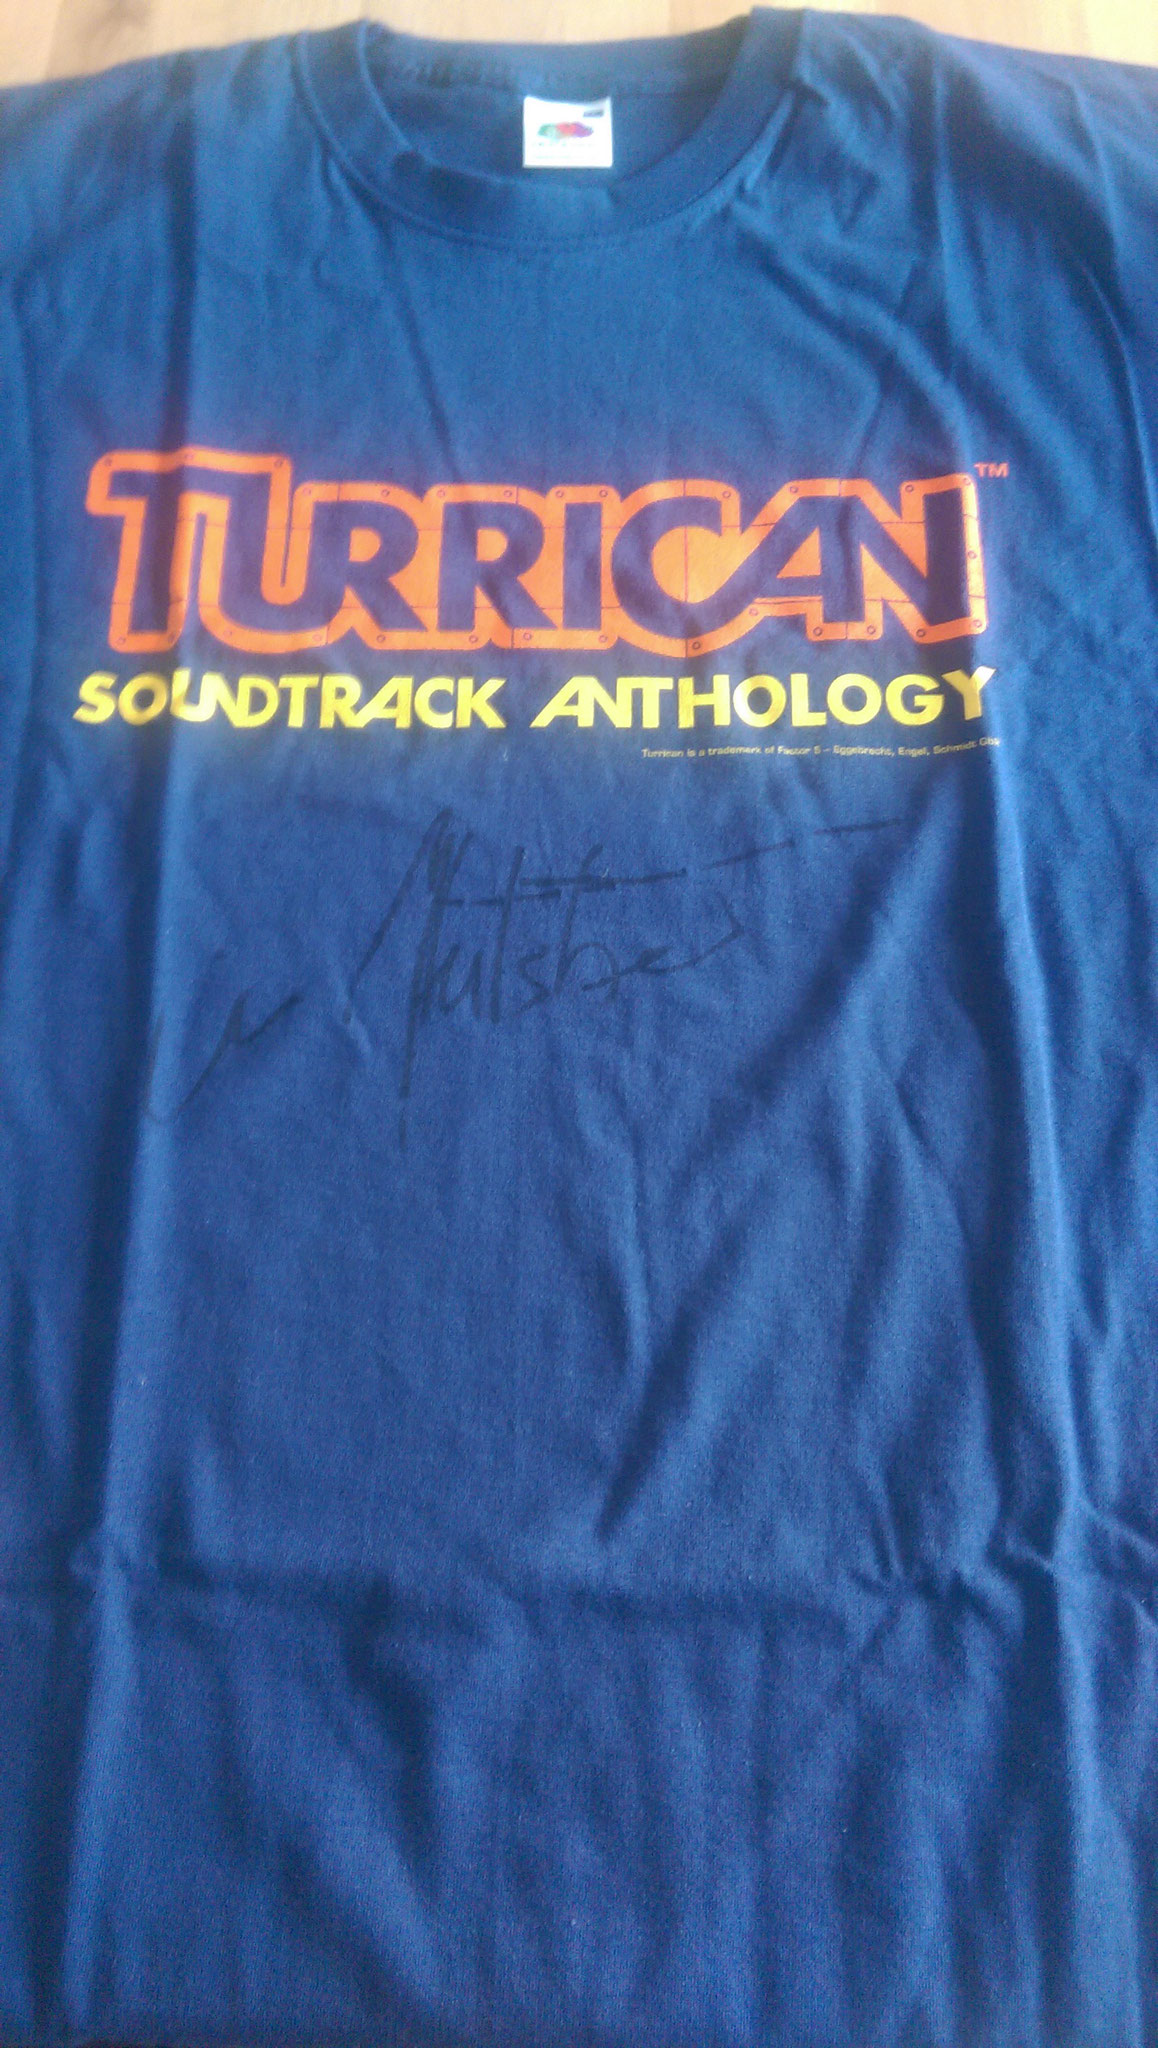 TURRICAN™
SOUNDTRACK ANTHOLOGY
Turrican is a trademark of Factor 5 – Eggebrecht, Engel, Schmidt GbR